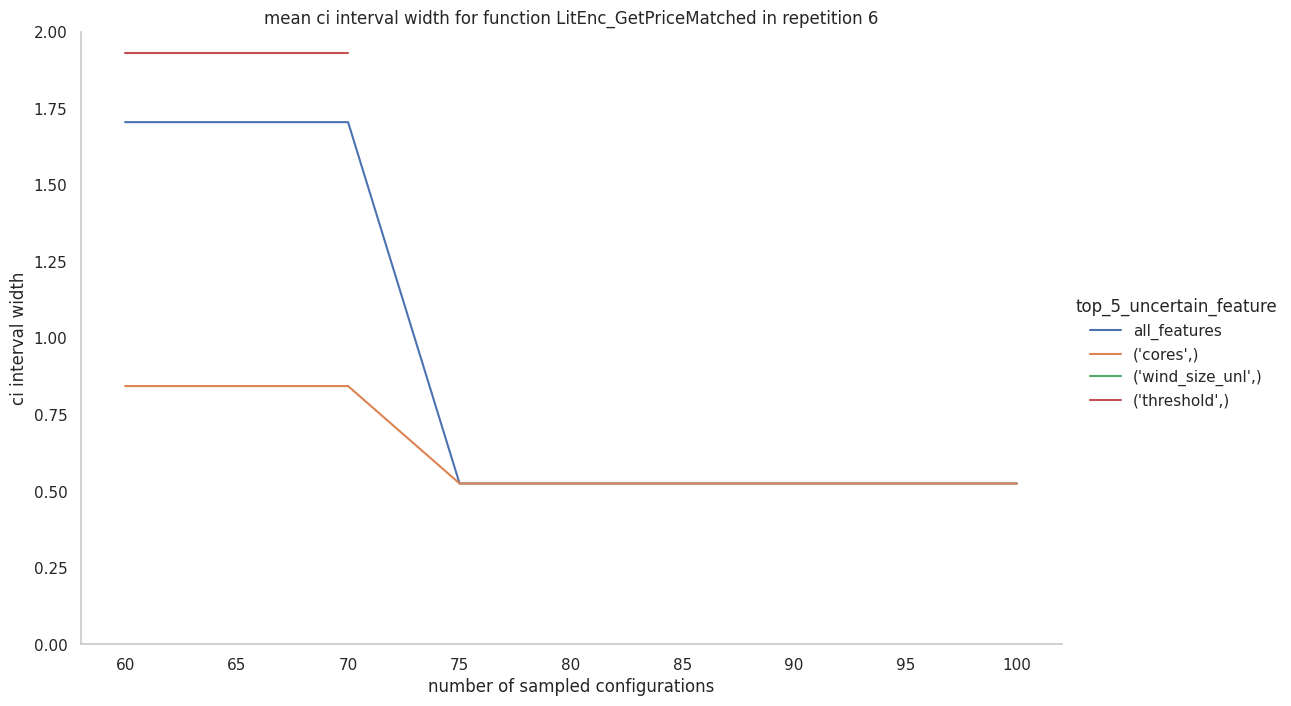 mean ci interval width for function LitEnc_GetPriceMatched in repetition 6
2.00
1.75
1.50
1.25
1.00
0.75
0.50
0.25
0.00
ci interval width
60 65 70 75 80 85 90 95 100
number of sampled configurations
top_5_uncertain_feature
all_features
('cores',)
('wind_size_unl',)
('threshold',)